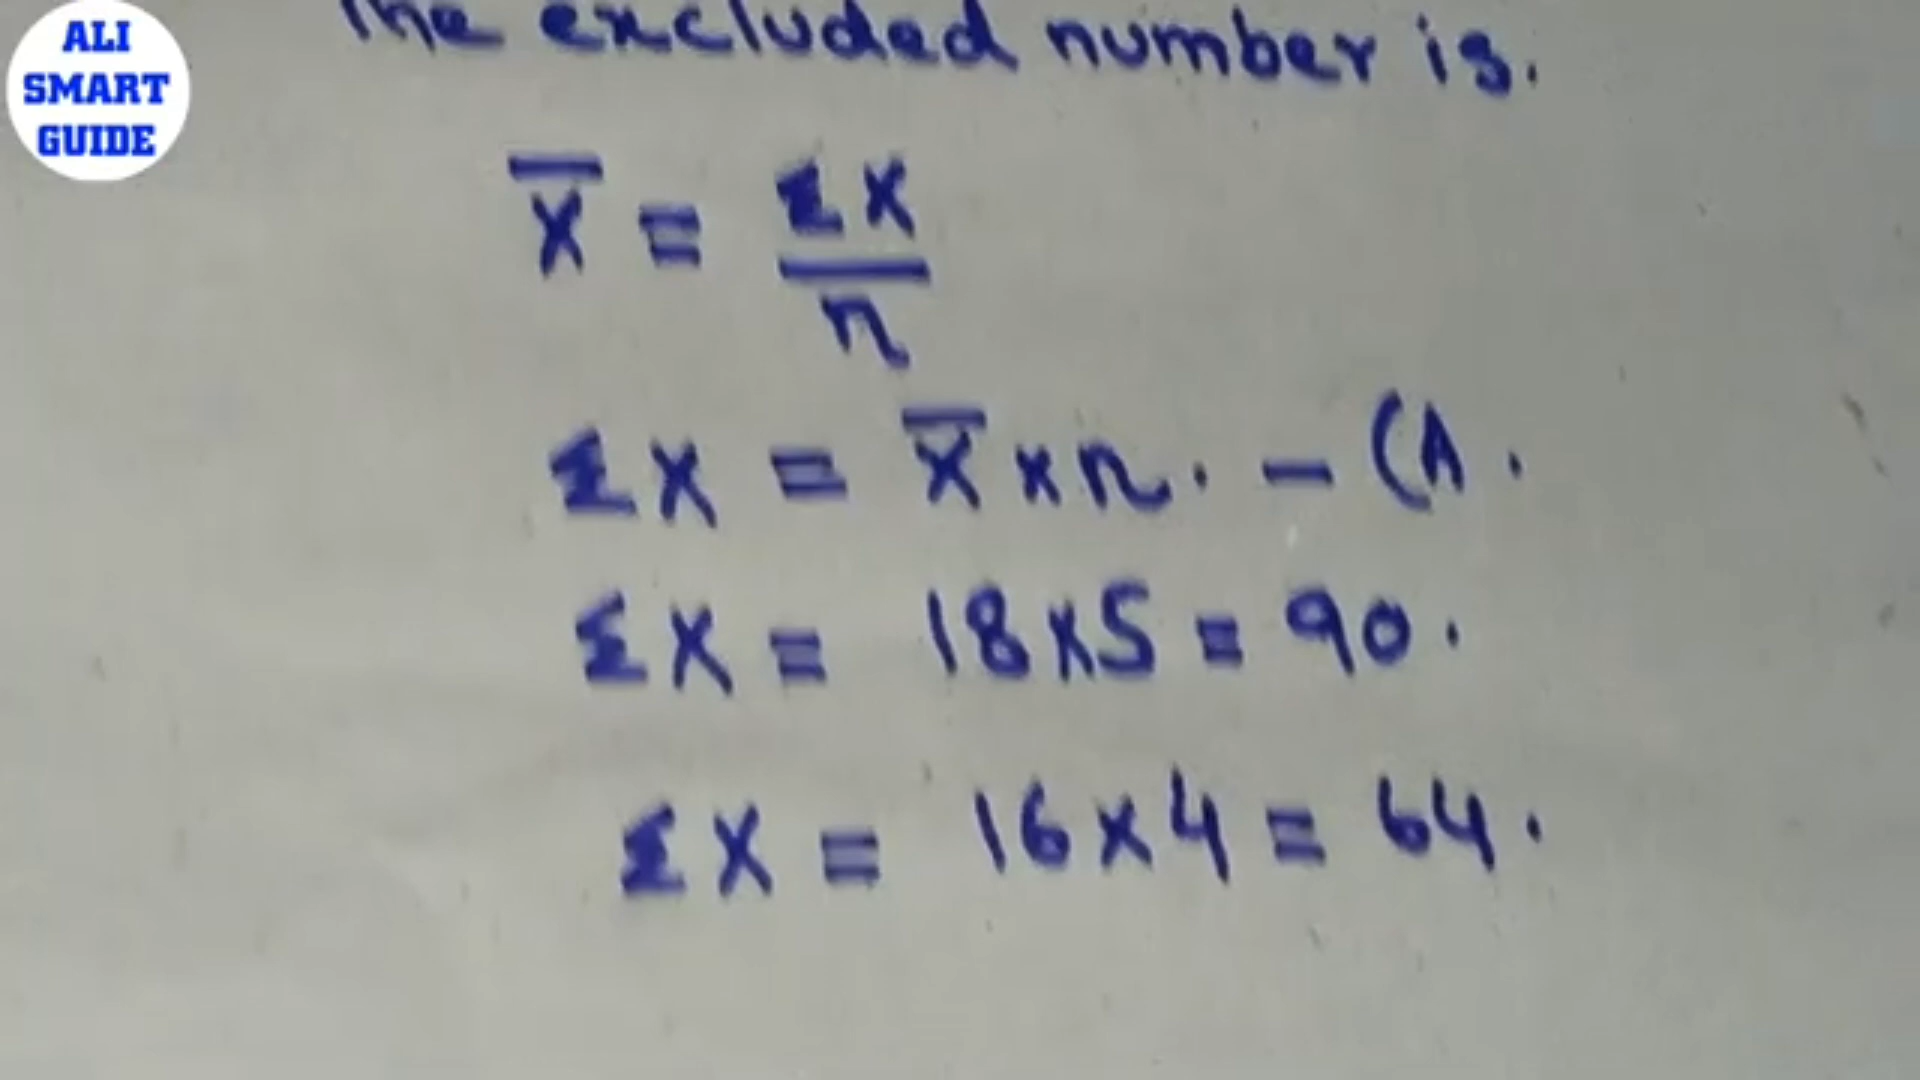 ALI
SMART
GUIDE
The excluded number is.
X̅ = ΣX / n
ΣX = X̅ × n. - (A.
ΣX = 18 × 5 = 90.
ΣX = 16 × 4 = 64.